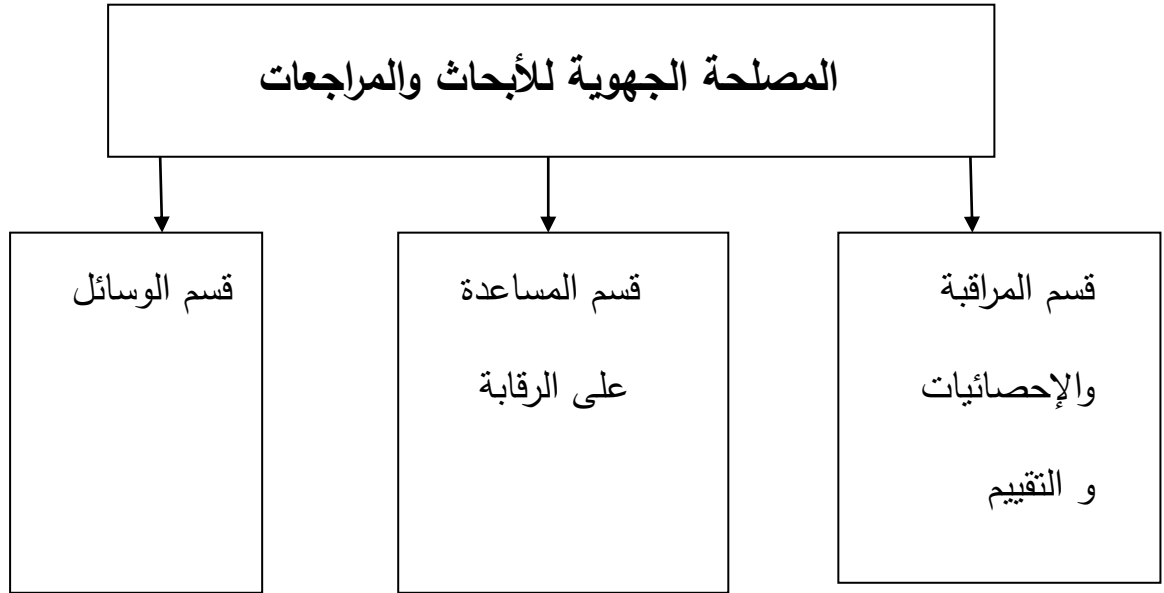 المصلحة الجهوية للأبحاث والمراجعات
قسم المراقبة
والإحصائيات
و التقييم
قسم المساعدة
على الرقابة
قسم الوسائل